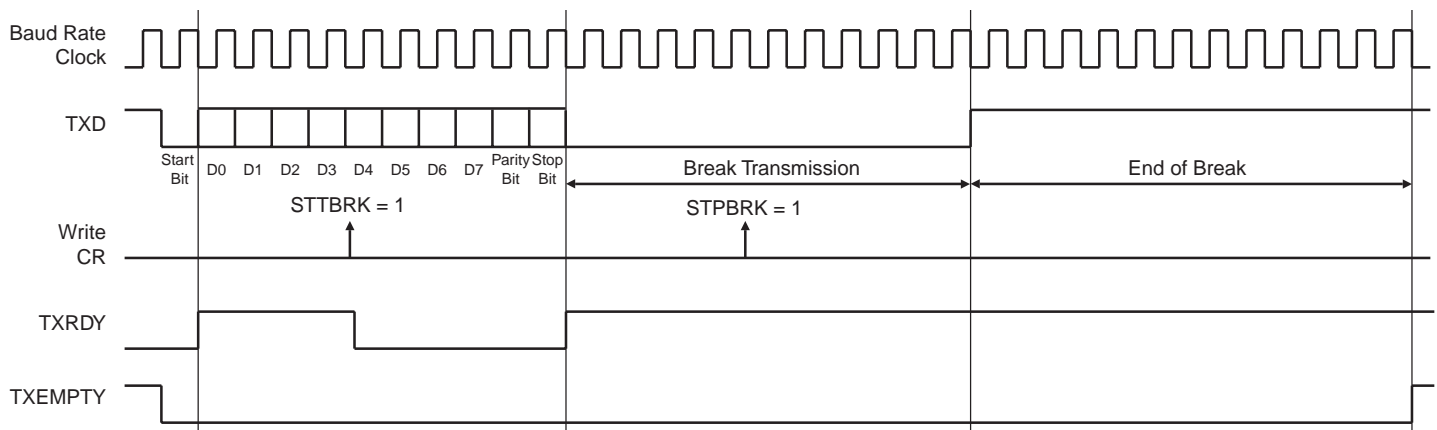 Baud Rate
Clock
TXD
Start
Bit
D0
D1
D2
D3
D4
D5
D6
D7
Parity
Bit
Stop
Bit
Break Transmission
End of Break
STTBRK = 1
STPBRK = 1
Write
CR
TXRDY
TXEMPTY